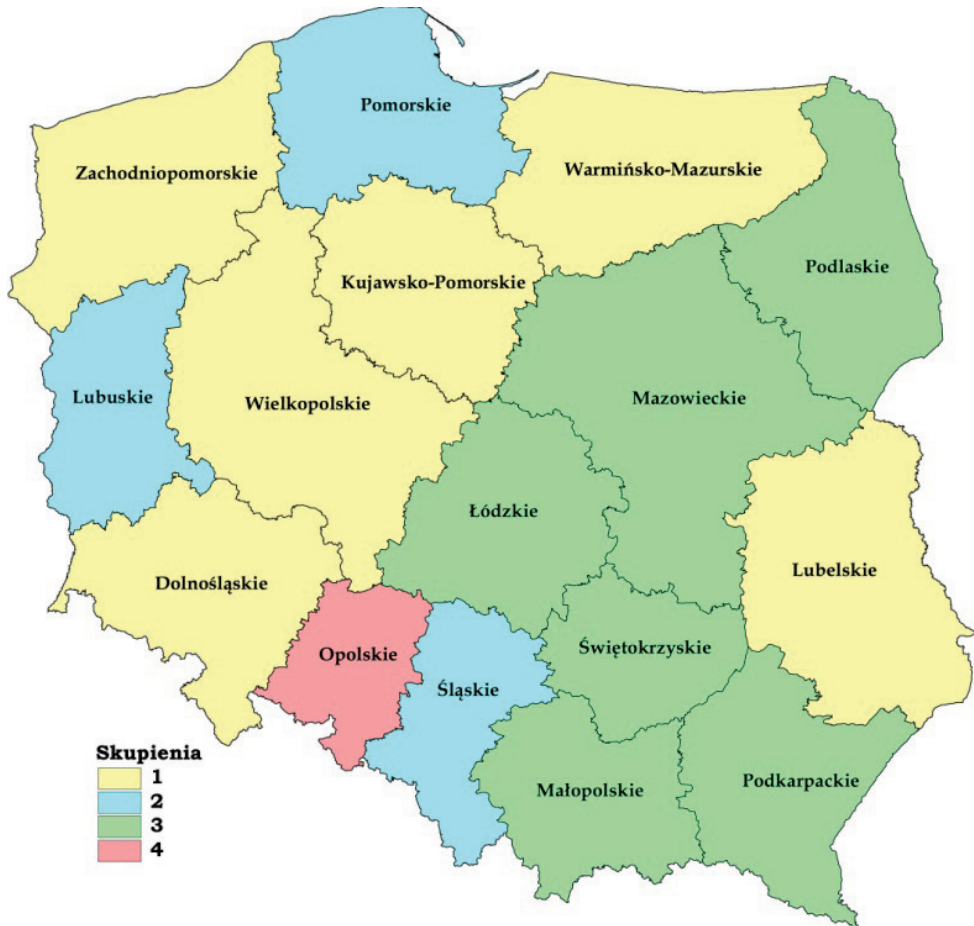 Pomorskie
Zachodniopomorskie
Warmińsko-Mazurskie
Podlaskie
Kujawsko-Pomorskie
Lubuskie
Wielkopolskie
Mazowieckie
Łódzkie
Dolnośląskie
Lubelskie
Opolskie
Świętokrzyskie
Śląskie
Małopolskie
Podkarpackie
Skupienia
1
2
3
4